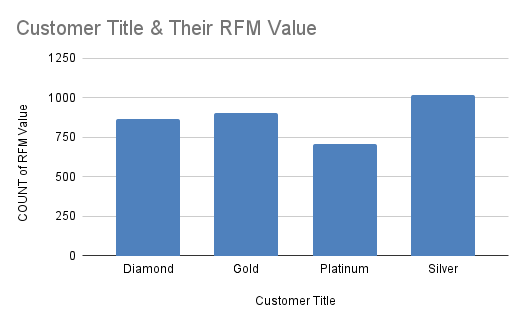 Customer Title & Their RFM Value
1250
1000
750
500
250
0
COUNT of RFM Value
Diamond
Gold
Platinum
Silver
Customer Title